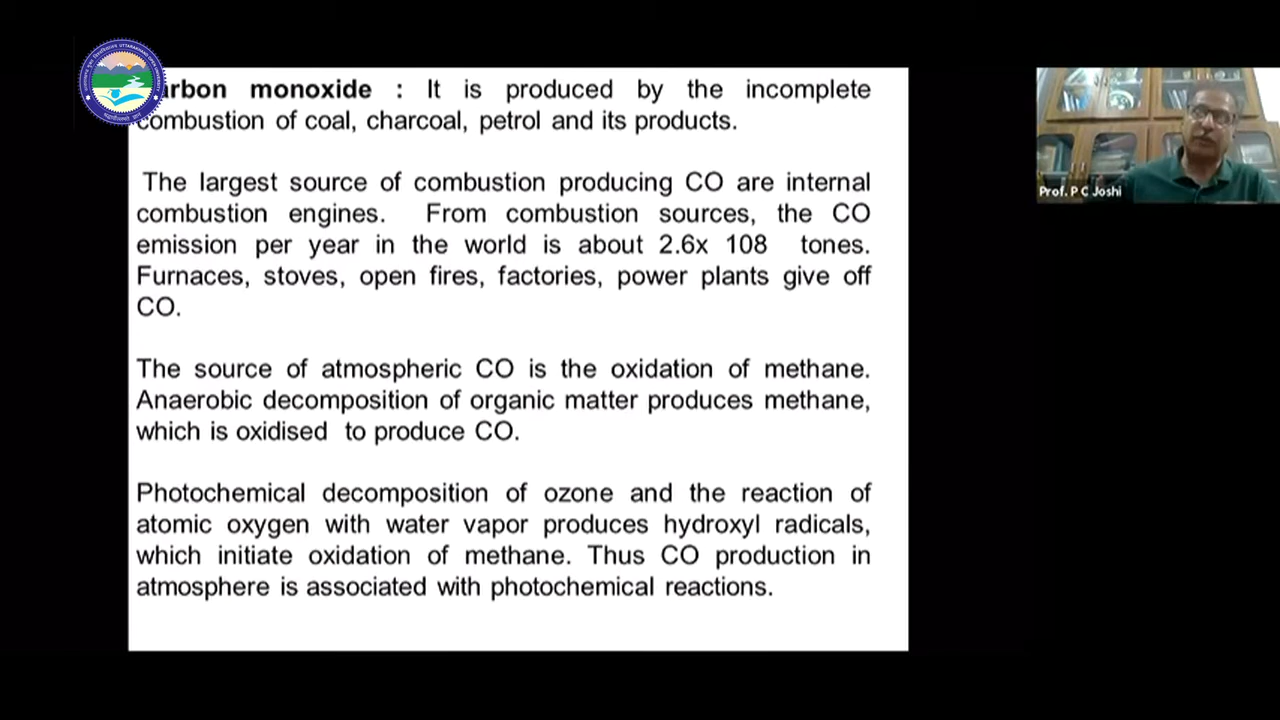 arbon monoxide : It is produced by the incomplete
combustion of coal, charcoal, petrol and its products.
The largest source of combustion producing CO are internal
combustion engines. From combustion sources, the CO
emission per year in the world is about 2.6x 108 tones.
Furnaces, stoves, open fires, factories, power plants give off
CO.
The source of atmospheric CO is the oxidation of methane.
Anaerobic decomposition of organic matter produces methane,
which is oxidised to produce CO.
Photochemical decomposition of ozone and the reaction of
atomic oxygen with water vapor produces hydroxyl radicals,
which initiate oxidation of methane. Thus CO production in
atmosphere is associated with photochemical reactions.
Prof. P C Joshi